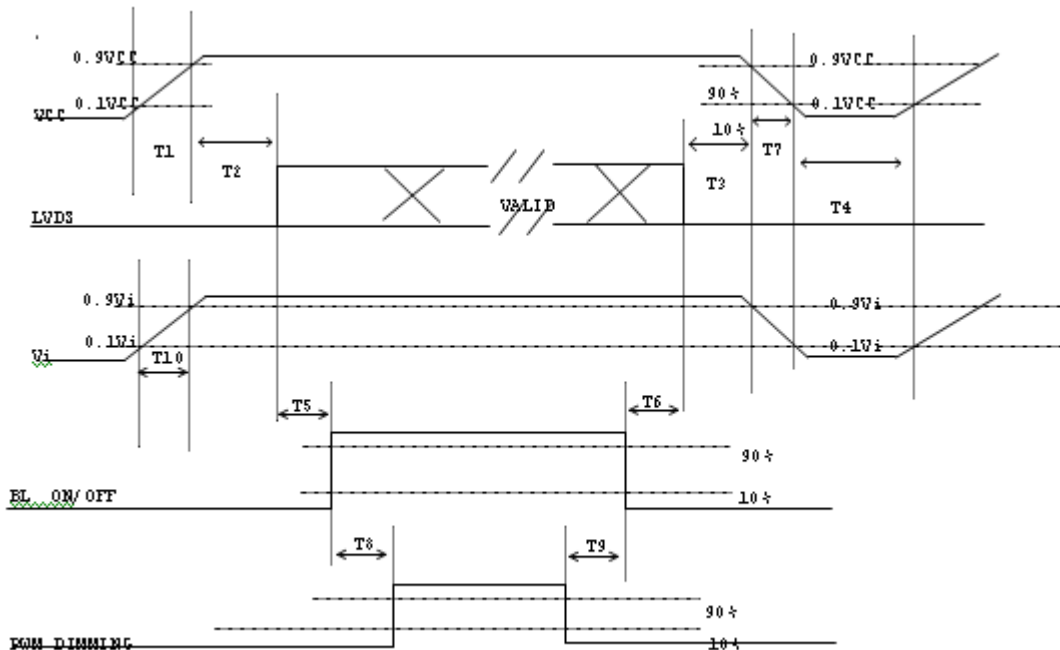 0.9VCC
0.9VCC
90%
0.1VCC
0.1VCC
VCC
10%
T1
T7
T2
T3
VALID
T4
LVDS
0.9Vi
0.9Vi
0.1Vi
0.1Vi
Vi
T10
T5
T6
90%
BL ON/OFF
10%
T8
T9
90%
PWM DIMMING
10%